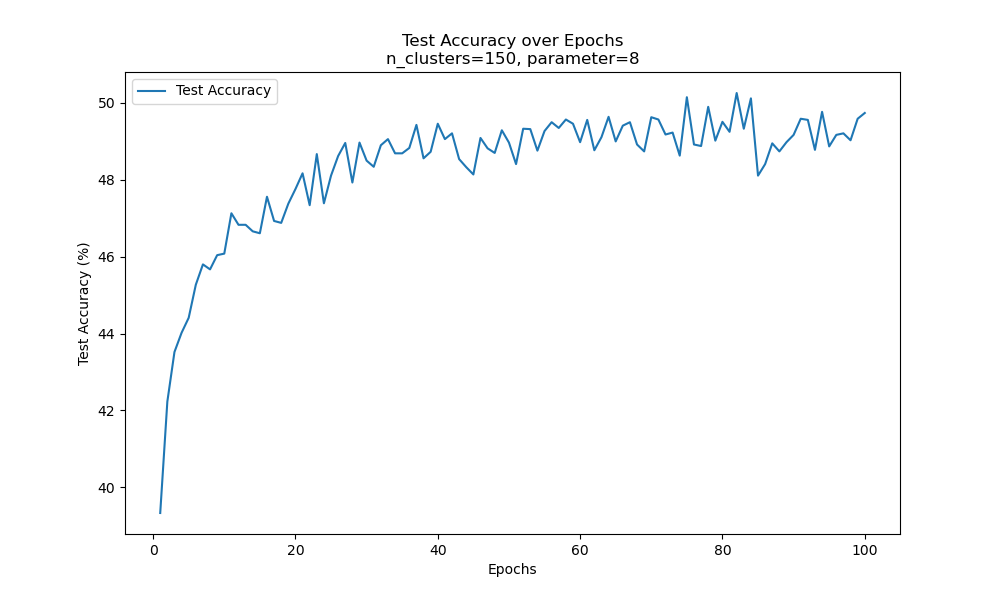 Test Accuracy over Epochs
n_clusters=150, parameter=8
Test Accuracy
50
48
46
44
42
40
Test Accuracy (%)
0 20 40 60 80 100
Epochs